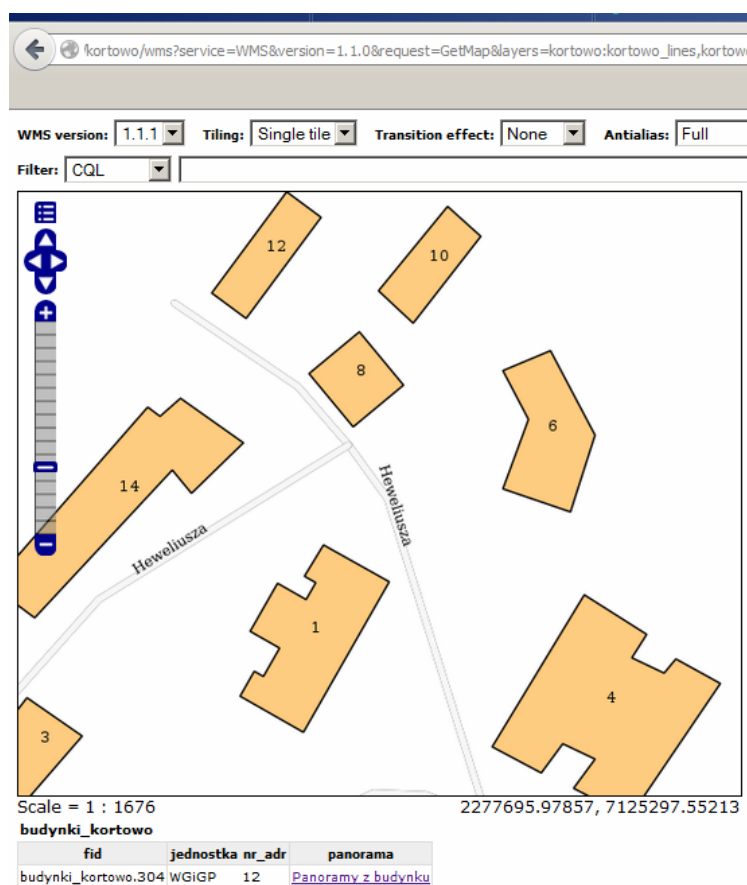 kortowo/wms?service=WMS&version=1.1.0&request=GetMap&layers=kortowo:kortowo_lines,kortow
WMS version: 1.1.1 Tiling: Single tile Transition effect: None Antialias: Full
Filter: CQL
12
10
8
6
14
Heweliusza
Heweliusza
1
4
3
Scale = 1 : 1676 2277695.97857, 7125297.55213
budynki_kortowo
fid jednostka nr_adr panorama
budynki_kortowo.304 WGiGP 12 Panoramy z budynku